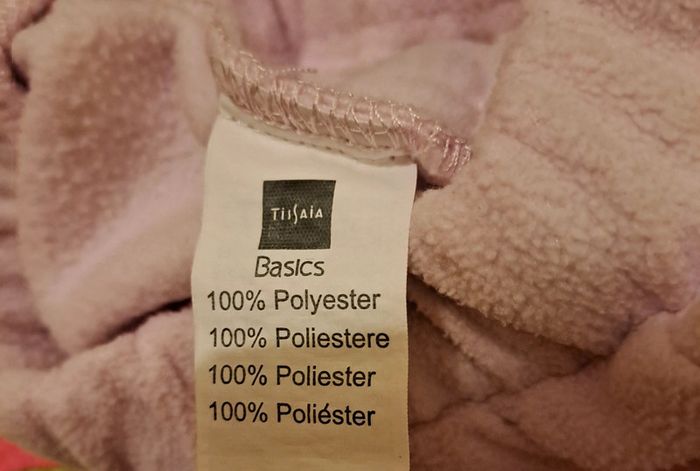 TissaiA
Basics
100% Polyester
100% Poliestere
100% Poliester
100% Poliéster